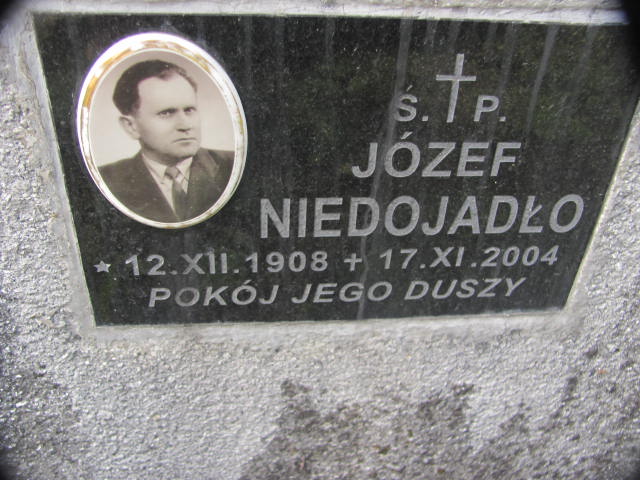 Ś. P.
JÓZEF
NIEDOJADŁO
* 12.XII.1908 + 17.XI.2004
POKÓJ JEGO DUSZY